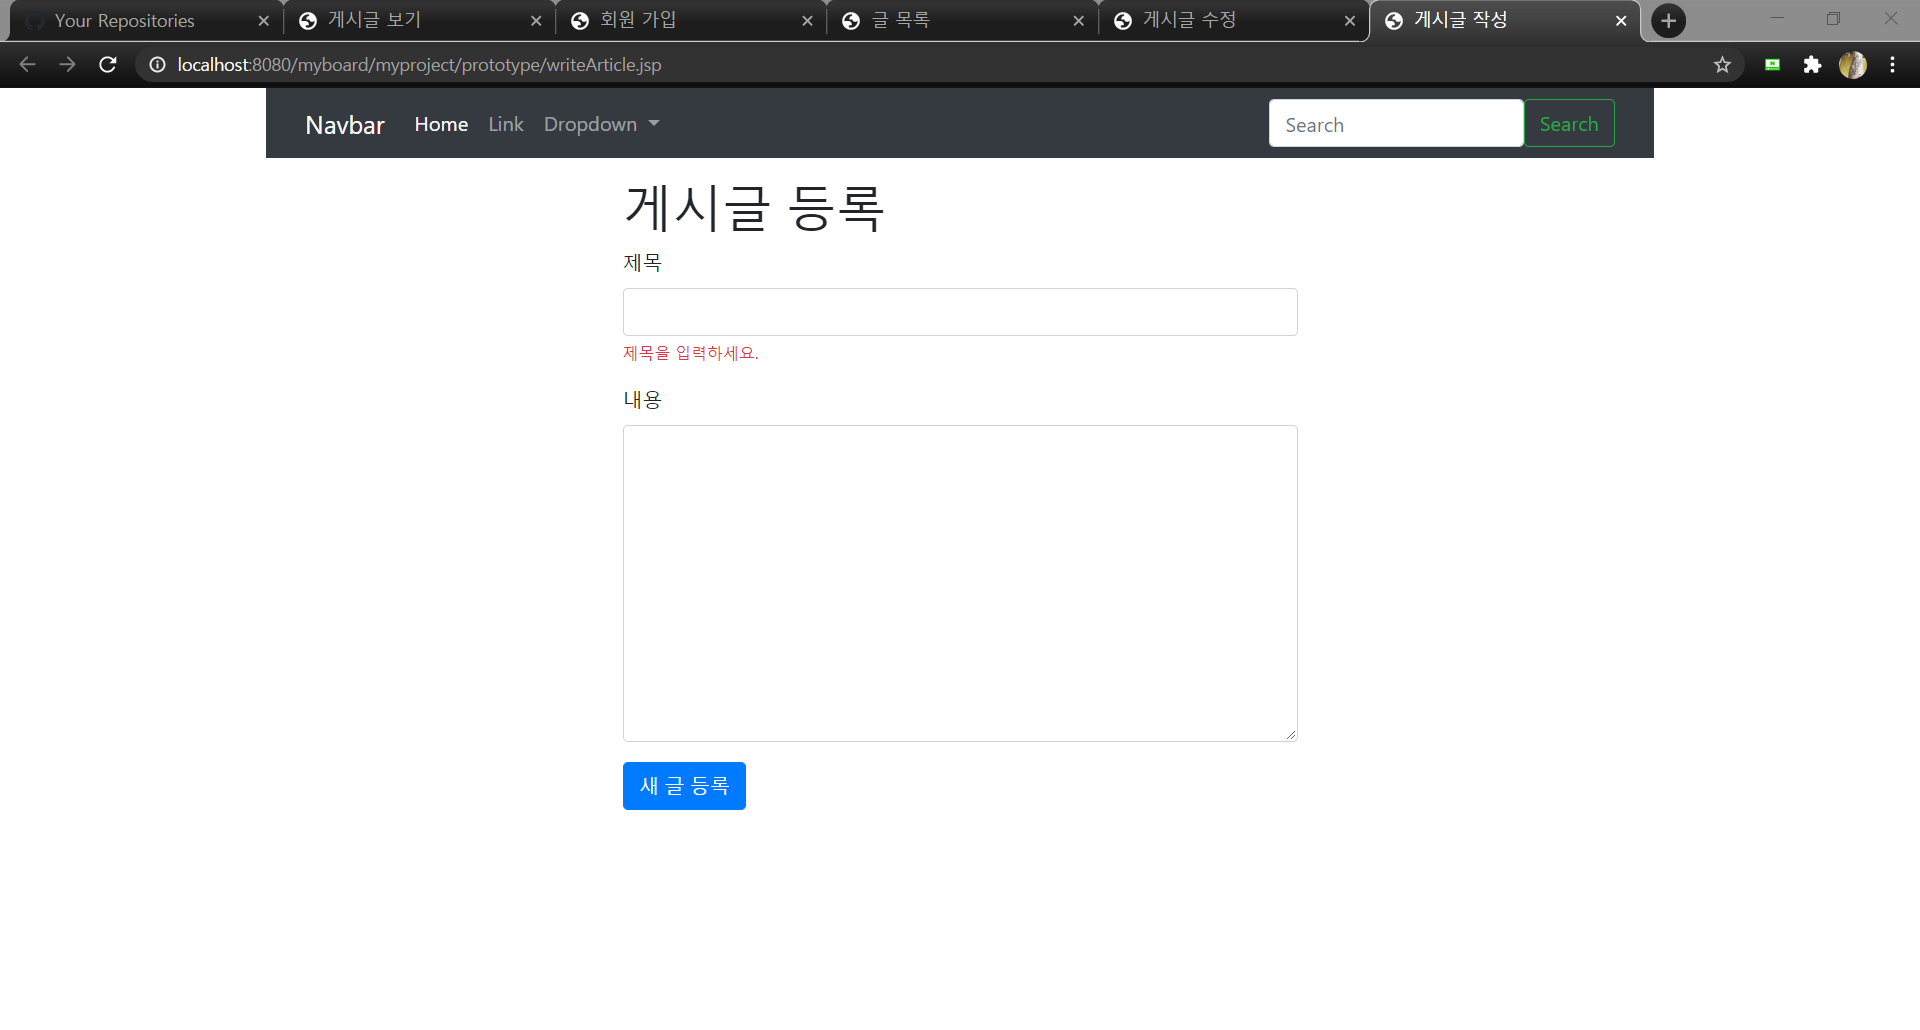 Your Repositories
게시글 보기
회원 가입
글 목록
게시글 수정
게시글 작성
localhost:8080/myboard/myproject/prototype/writeArticle.jsp
Navbar Home Link Dropdown Search Search
게시글 등록
제목
제목을 입력하세요.
내용
새 글 등록